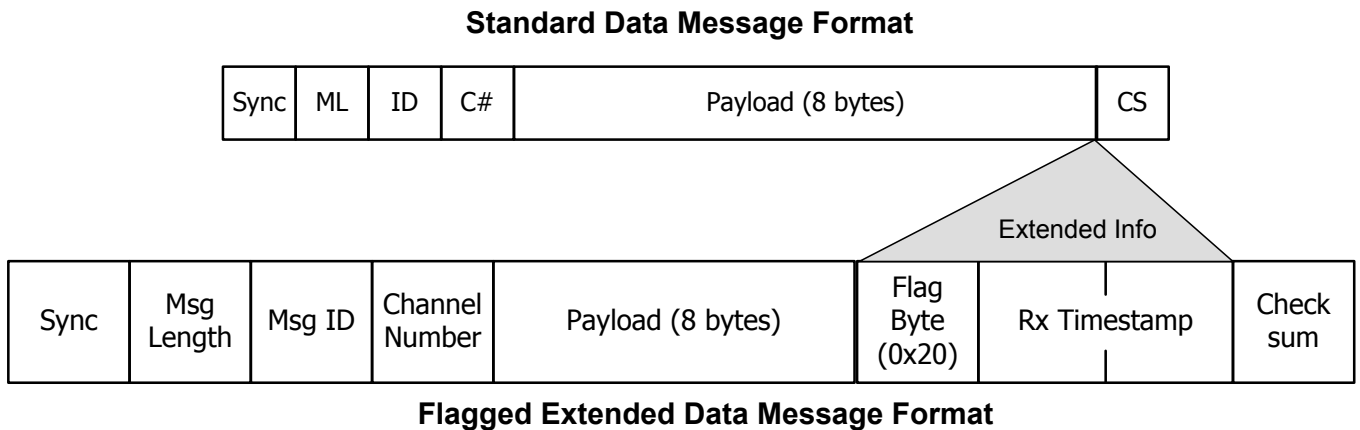 Standard Data Message Format
Sync ML ID C# Payload (8 bytes) CS
Extended Info
Sync
Msg
Length
Msg ID
Channel
Number
Payload (8 bytes)
Flag
Byte
(0x20)
Rx Timestamp
Check
sum
Flagged Extended Data Message Format